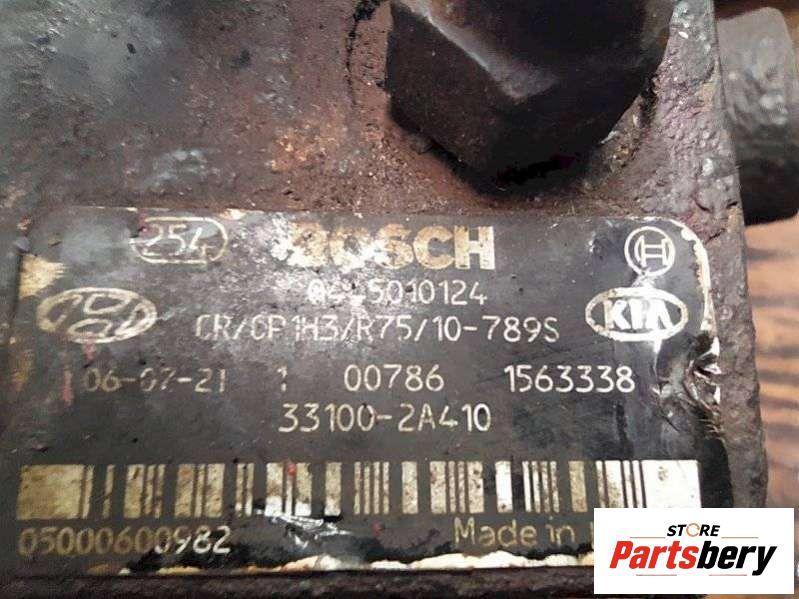 254 BOSCH
5010124
KIA
CR/CP1H3/R75/10-789S
06-07-21 1 00786 1563338
33100-2A410
05000600982 Made in
STORE
Partsbery